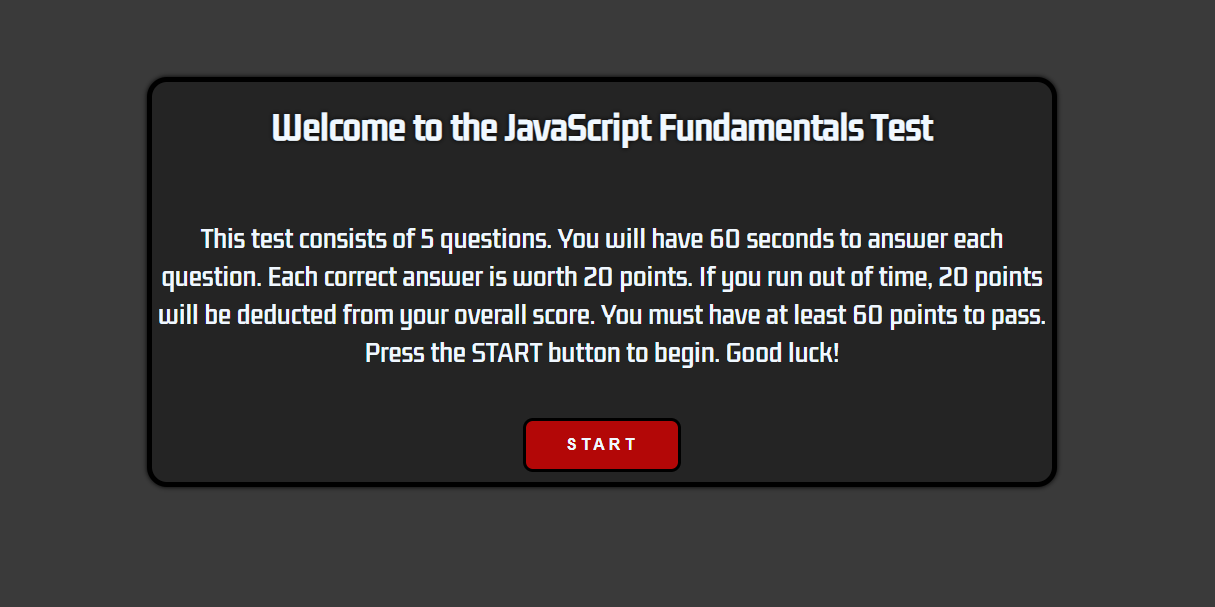 Welcome to the JavaScript Fundamentals Test
This test consists of 5 questions. You will have 60 seconds to answer each
question. Each correct answer is worth 20 points. If you run out of time, 20 points
will be deducted from your overall score. You must have at least 60 points to pass.
Press the START button to begin. Good luck!
START